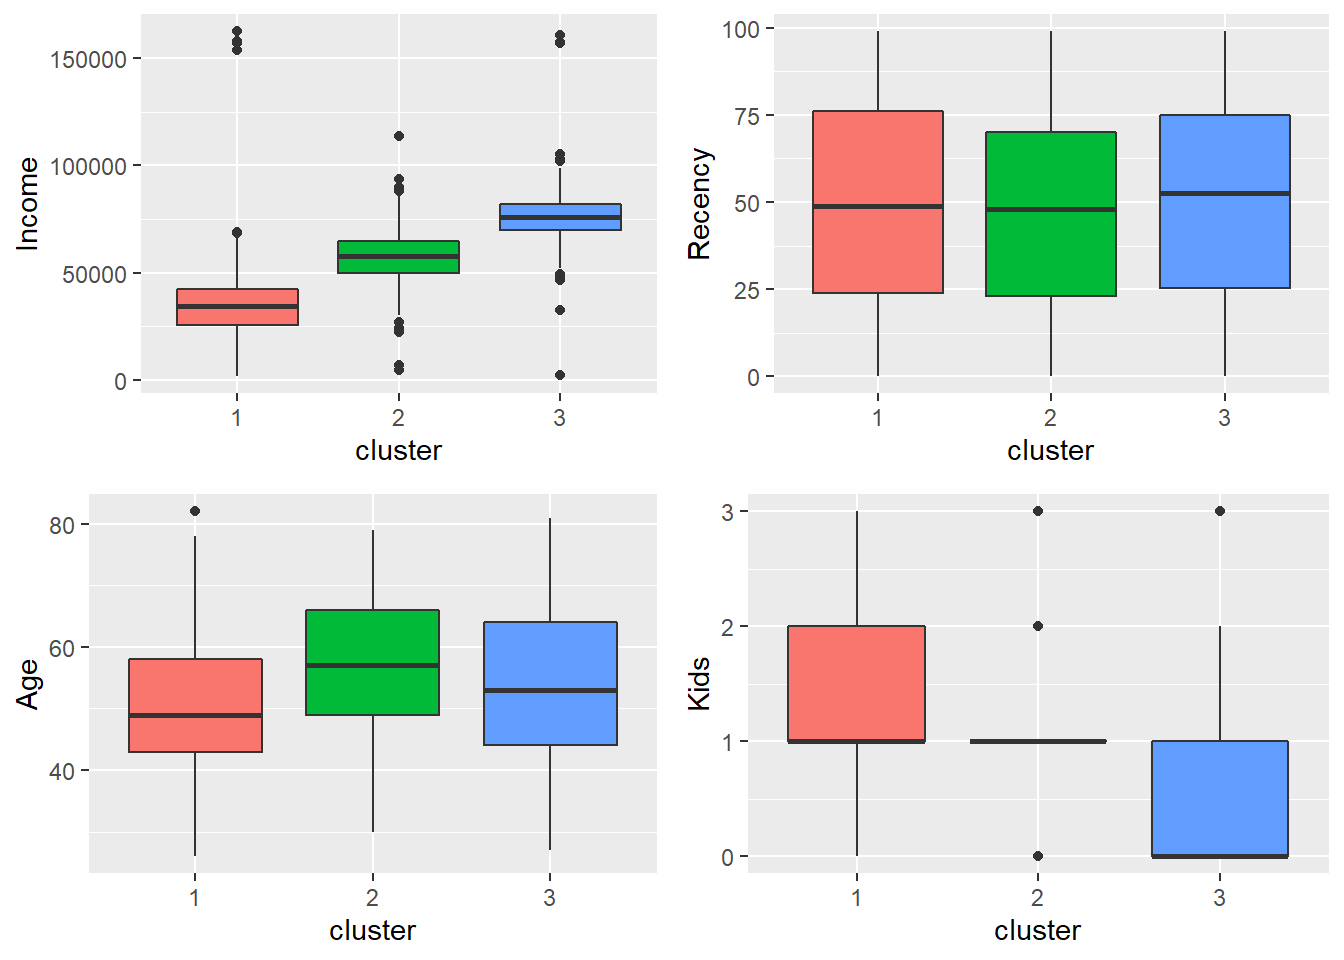 Income
150000
100000
50000
0
1 2 3
cluster
Recency
100
75
50
25
0
1 2 3
cluster
Age
80
60
40
1 2 3
cluster
Kids
3
2
1
0
1 2 3
cluster